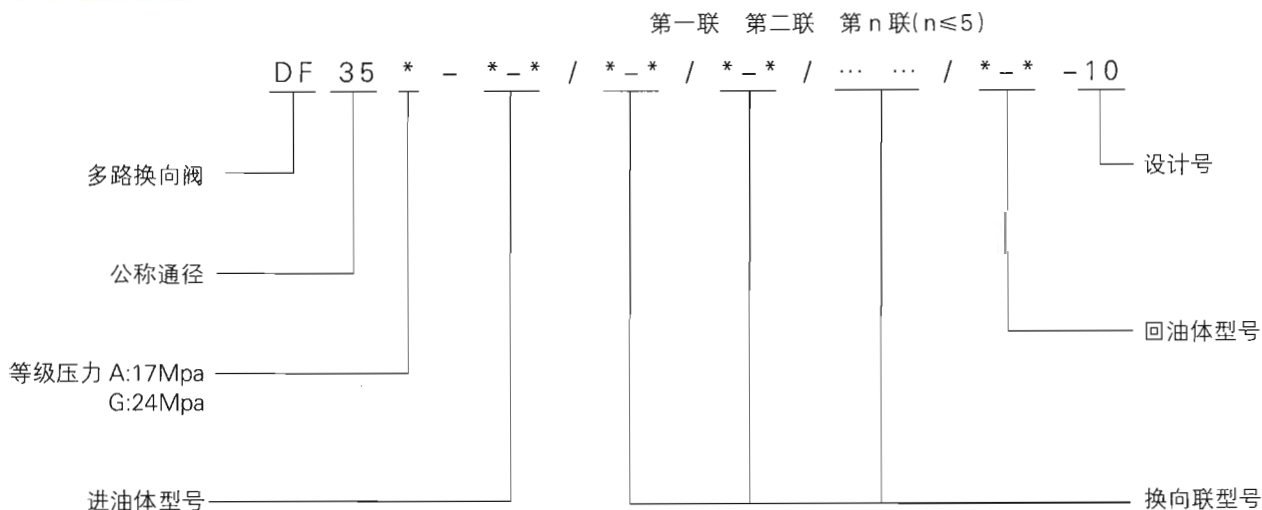 第一联 第二联 第 n 联(n≤5)
DF 35 * - *-* / *-* / *-* / … … / *-* -10
多路换向阀
设计号
公称通径
回油体型号
等级压力 A:17Mpa
G:24Mpa
进油体型号
换向联型号